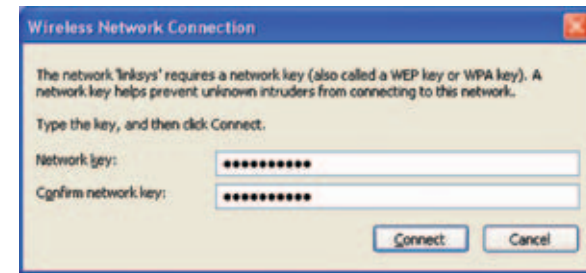 Wireless Network Connection
The network 'linksys' requires a network key (also called a WEP key or WPA key). A
network key helps prevent unknown intruders from connecting to this network.
Type the key, and then click Connect.
Network key: ●●●●●●●●●●
Confirm network key: ●●●●●●●●●●
Connect Cancel